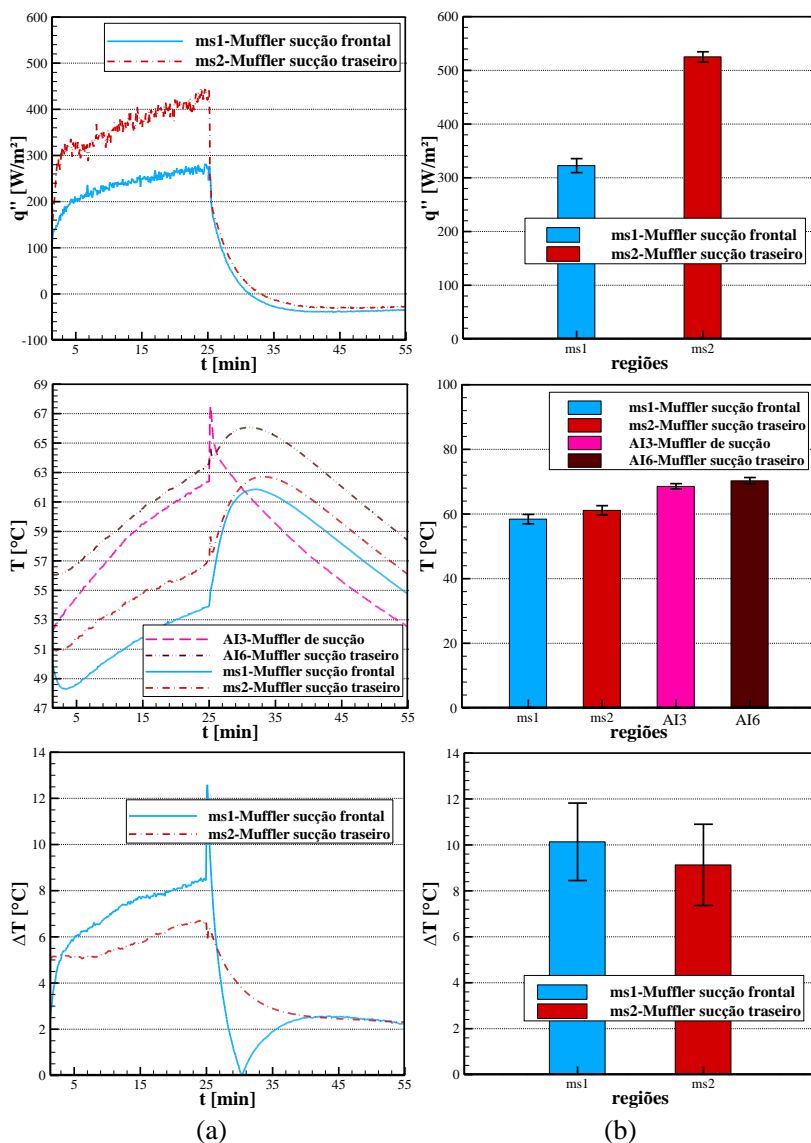 600
500
400
300
200
100
0
-100
q'' [W/m²]
ms1-Muffler sucção frontal
ms2-Muffler sucção traseiro
5 15 25 35 45 55
t [min]
600
500
400
300
200
100
0
q'' [W/m²]
ms1-Muffler sucção frontal
ms2-Muffler sucção traseiro
ms1 ms2
regiões
69
67
65
63
61
59
57
55
53
51
49
47
T [°C]
AI3-Muffler de sucção
AI6-Muffler sucção traseiro
ms1-Muffler sucção frontal
ms2-Muffler sucção traseiro
5 15 25 35 45 55
t [min]
100
80
60
40
20
0
T [°C]
ms1-Muffler sucção frontal
ms2-Muffler sucção traseiro
AI3-Muffler de sucção
AI6-Muffler sucção traseiro
ms1 ms2 AI3 AI6
regiões
14
12
10
8
6
4
2
0
ΔT [°C]
ms1-Muffler sucção frontal
ms2-Muffler sucção traseiro
5 15 25 35 45 55
t [min]
14
12
10
8
6
4
2
0
ΔT [°C]
ms1-Muffler sucção frontal
ms2-Muffler sucção traseiro
ms1 ms2
regiões
(a) (b)